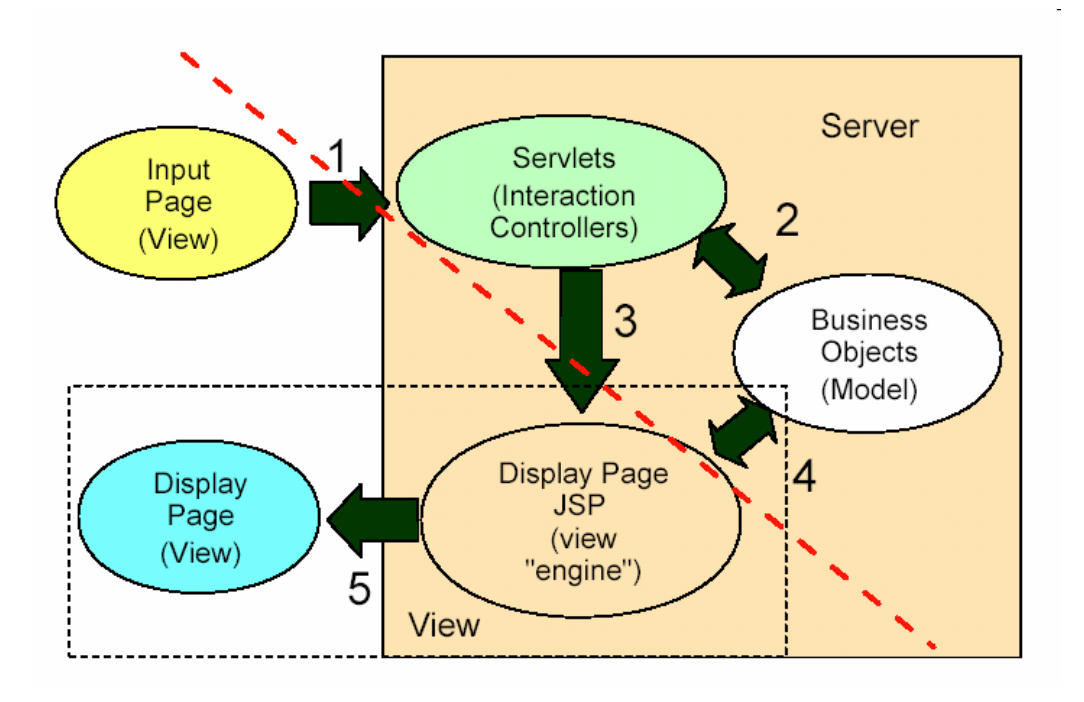 Server
1
Input
Page
(View)
Servlets
(Interaction
Controllers)
2
3
Business
Objects
(Model)
4
Display Page
JSP
(view
"engine")
Display
Page
(View)
5
View